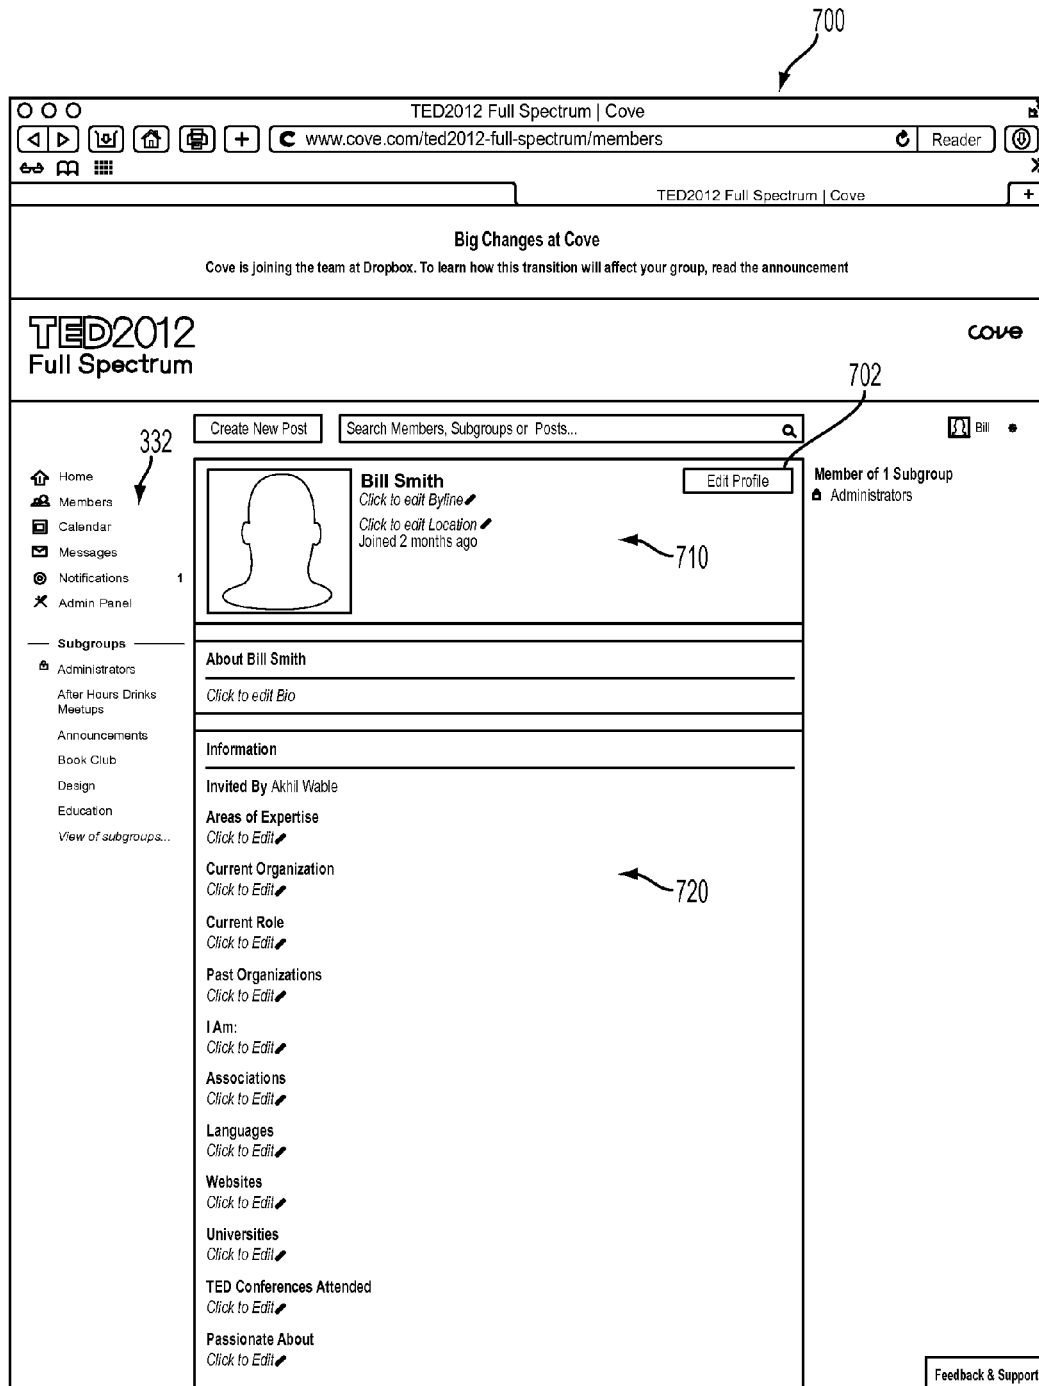 700
TED2012 Full Spectrum | Cove
www.cove.com/ted2012-full-spectrum/members
Reader
TED2012 Full Spectrum | Cove
+
Big Changes at Cove
Cove is joining the team at Dropbox. To learn how this transition will affect your group, read the announcement
TED2012
Full Spectrum
cove
702
332
Create New Post
Search Members, Subgroups or Posts...
Bill
Home
Members
Calendar
Messages
Notifications 1
Admin Panel
Subgroups
Administrators
After Hours Drinks
Meetups
Announcements
Book Club
Design
Education
View of subgroups...
Bill Smith
Click to edit Byline
Click to edit Location
Joined 2 months ago
Edit Profile
710
Member of 1 Subgroup
Administrators
About Bill Smith
Click to edit Bio
Information
Invited By Akhil Wable
Areas of Expertise
Click to Edit
Current Organization
Click to Edit
720
Current Role
Click to Edit
Past Organizations
Click to Edit
I Am:
Click to Edit
Associations
Click to Edit
Languages
Click to Edit
Websites
Click to Edit
Universities
Click to Edit
TED Conferences Attended
Click to Edit
Passionate About
Click to Edit
Feedback & Support